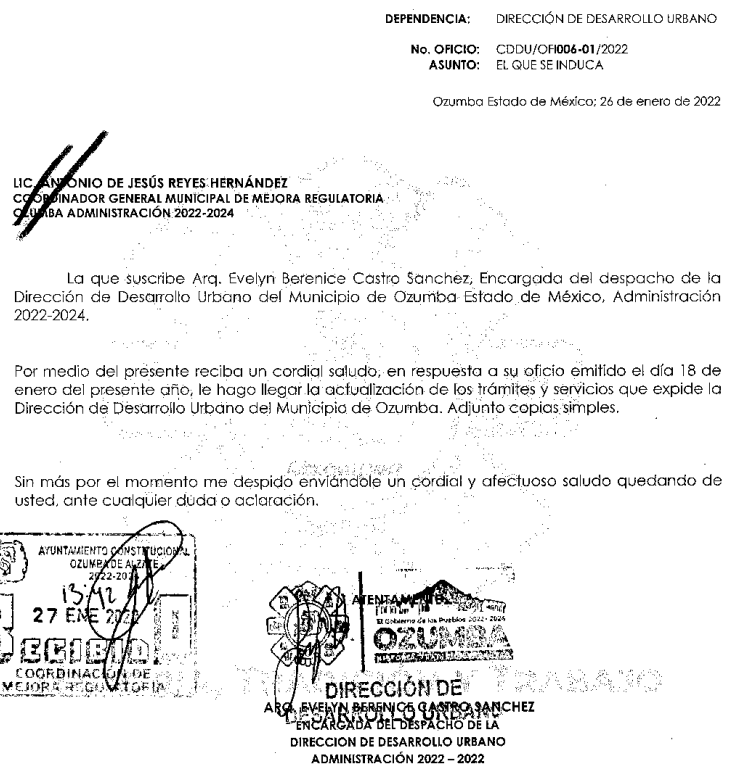 DEPENDENCIA: DIRECCIÓN DE DESARROLLO URBANO
No. OFICIO: CDDU/OFI006-01/2022
ASUNTO: EL QUE SE INDUCA
Ozumba Estado de México; 26 de enero de 2022
LIC. ANTONIO DE JESÚS REYES HERNÁNDEZ
COORDINADOR GENERAL MUNICIPAL DE MEJORA REGULATORIA
OZUMBA ADMINISTRACIÓN 2022-2024
La que suscribe Arq. Evelyn Berenice Castro Sanchez, Encargada del despacho de la
Dirección de Desarrollo Urbano del Municipio de Ozumba Estado de México, Administración
2022-2024.
Por medio del presente reciba un cordial saludo, en respuesta a su oficio emitido el día 18 de
enero del presente año, le hago llegar la actualización de los trámites y servicios que expide la
Dirección de Desarrollo Urbano del Municipio de Ozumba. Adjunto copias simples.
Sin más por el momento me despido enviándole un cordial y afectuoso saludo quedando de
usted, ante cualquier duda o aclaración.
AYUNTAMIENTO CONSTITUCIONAL
OZUMBA DE ALZATE
13:42
27 ENE 2022
RECIBID
COORDINACIÓN DE
MEJORA REGULATORIA
ATENTAMENTE
El Gobierno de los Pueblos 2022-2024
OZUMBA
TRABAJO
DIRECCIÓN DE
DESARROLLO URBANO
ARQ. EVELYN BERENICE CASTRO SANCHEZ
ENCARGADA DEL DESPACHO DE LA
DIRECCION DE DESARROLLO URBANO
ADMINISTRACIÓN 2022 – 2022